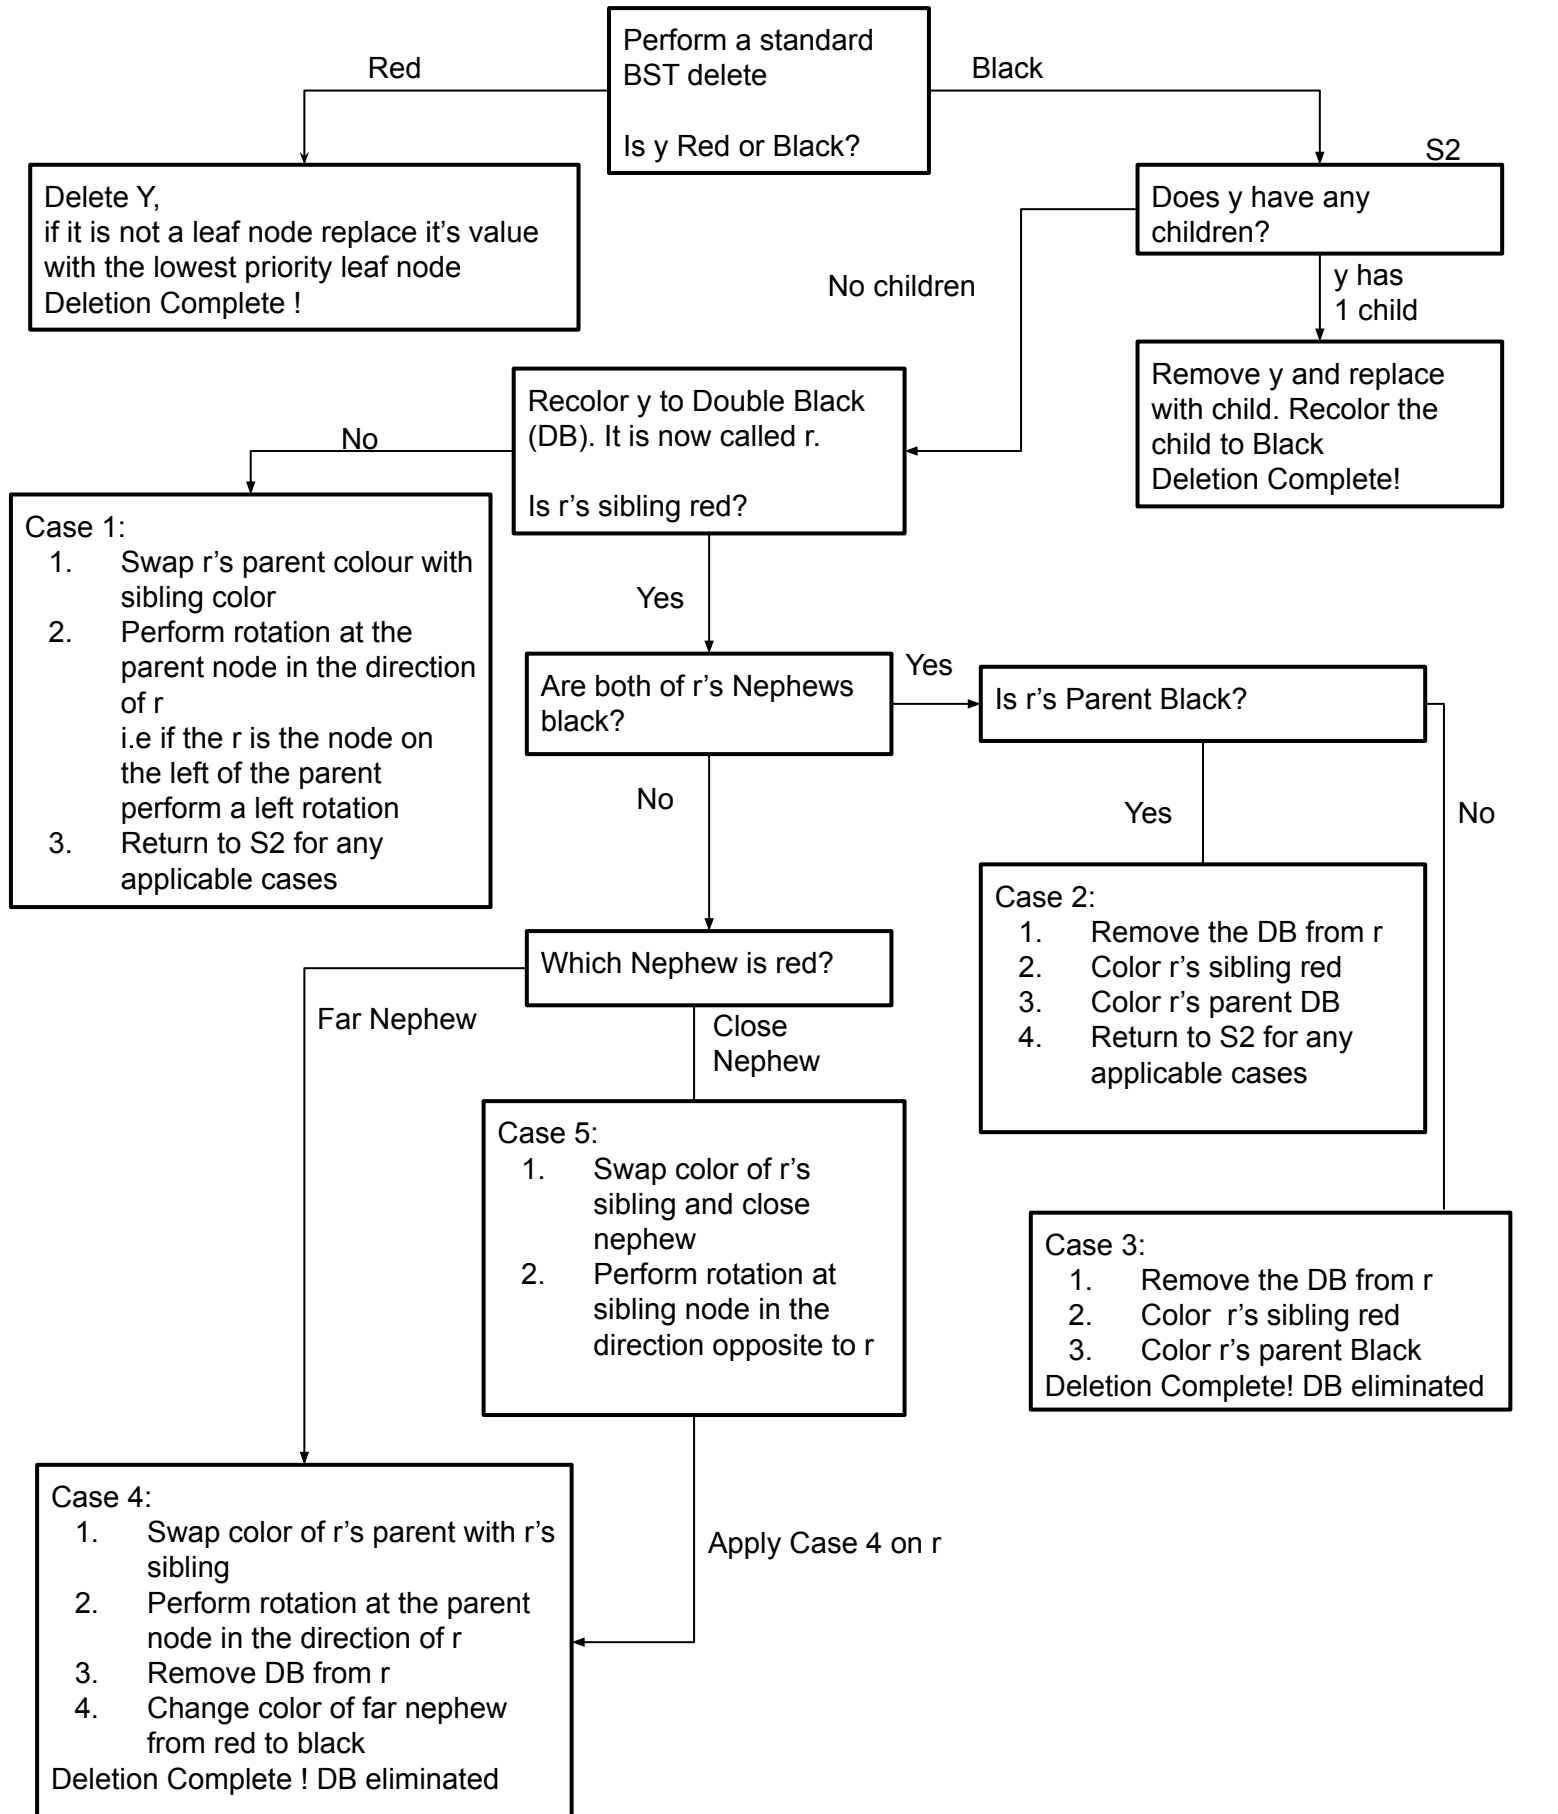 Perform a standard
BST delete
Is y Red or Black?
Red
Black
S2
Delete Y,
if it is not a leaf node replace it's value
with the lowest priority leaf node
Deletion Complete !
Does y have any
children?
No children
y has
1 child
Remove y and replace
with child. Recolor the
child to Black
Deletion Complete!
Recolor y to Double Black
(DB). It is now called r.
Is r’s sibling red?
No
Yes
Case 1:
1. Swap r’s parent colour with
sibling color
2. Perform rotation at the
parent node in the direction
of r
i.e if the r is the node on
the left of the parent
perform a left rotation
3. Return to S2 for any
applicable cases
Are both of r’s Nephews
black?
Yes
Is r’s Parent Black?
No
Yes
No
Case 2:
1. Remove the DB from r
2. Color r’s sibling red
3. Color r’s parent DB
4. Return to S2 for any
applicable cases
Which Nephew is red?
Far Nephew
Close
Nephew
Case 5:
1. Swap color of r’s
sibling and close
nephew
2. Perform rotation at
sibling node in the
direction opposite to r
Case 3:
1. Remove the DB from r
2. Color r’s sibling red
3. Color r’s parent Black
Deletion Complete! DB eliminated
Case 4:
1. Swap color of r’s parent with r’s
sibling
2. Perform rotation at the parent
node in the direction of r
3. Remove DB from r
4. Change color of far nephew
from red to black
Deletion Complete ! DB eliminated
Apply Case 4 on r